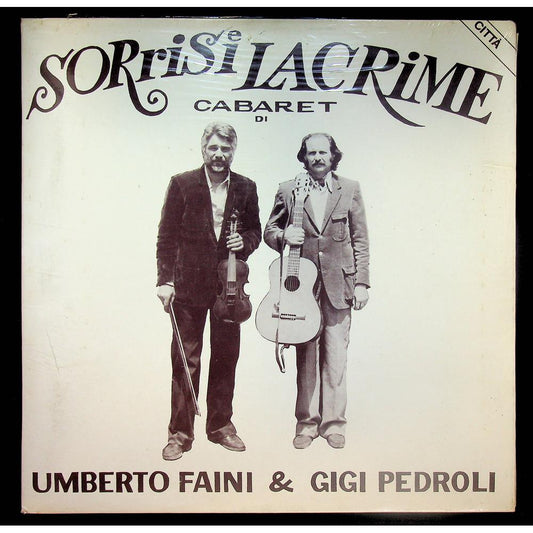 CITTÀ
SORRiSi e LACRiME
CABARET
DI
UMBERTO FAINI & GIGI PEDROLI